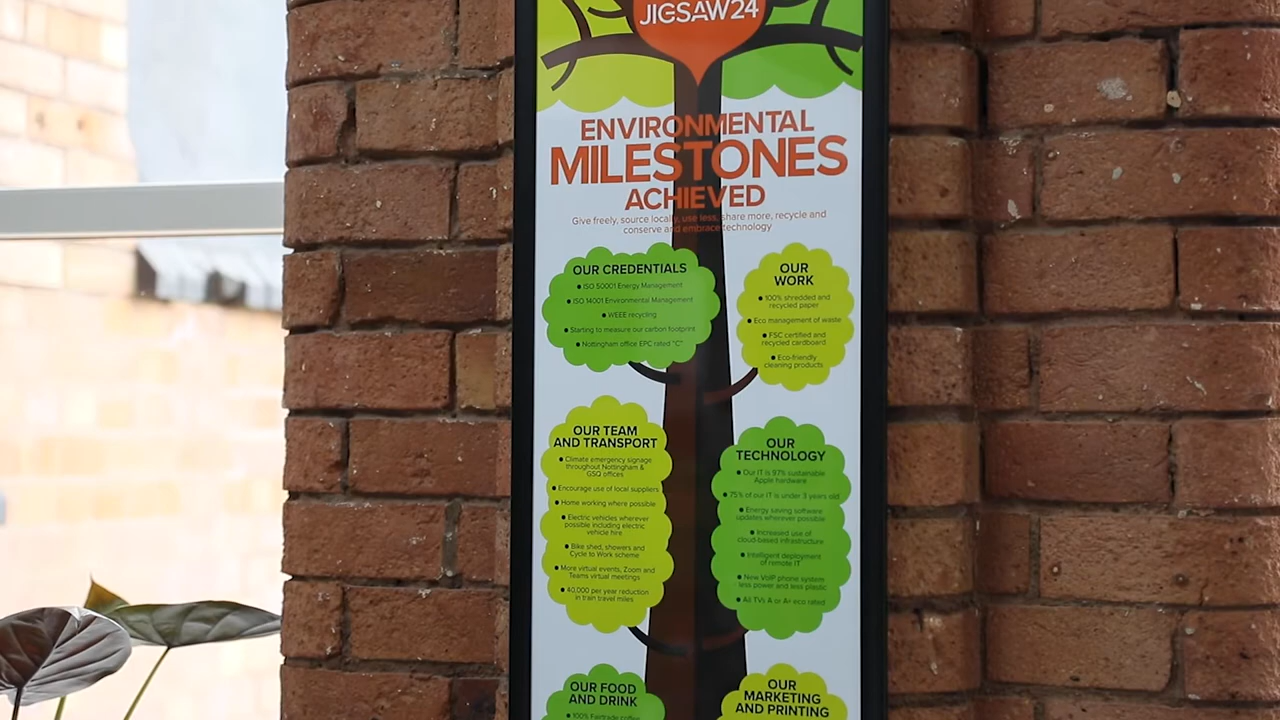 JIGSAW24
ENVIRONMENTAL
MILESTONES
ACHIEVED
Give freely, source locally, use less, share more, recycle and
conserve and embrace technology
OUR CREDENTIALS
● ISO 50001 Energy Management
● ISO 14001 Environmental Management
● WEEE recycling
● Starting to measure our carbon footprint
● Nottingham office EPC rated "C"
OUR
WORK
● 100% shredded and
recycled paper
● Eco management of waste
● FSC certified and
recycled cardboard
● Eco-friendly
cleaning products
OUR TEAM
AND TRANSPORT
● Climate emergency signage
throughout Nottingham &
GSQ offices
● Encourage use of local suppliers
● Home working where possible
● Electric vehicles wherever
possible including electric
vehicle hire
● Bike shed, showers and
Cycle to Work scheme
● More virtual events, Zoom and
Teams virtual meetings
● 40,000 per year reduction
in train travel miles
OUR
TECHNOLOGY
● Our IT is 97% sustainable
Apple hardware
● 75% of our IT is under 3 years old
● Energy saving software
updates wherever possible
● Increased use of
cloud-based infrastructure
● Intelligent deployment
of remote IT
● New VoIP phone system
less power and less plastic
● All TVs A or A+ eco rated
OUR FOOD
AND DRINK
● 100% Fairtrade coffee
OUR
MARKETING
AND PRINTING